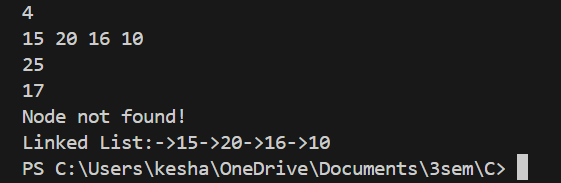 4
15 20 16 10
25
17
Node not found!
Linked List:->15->20->16->10
PS C:\Users\kesha\OneDrive\Documents\3sem\C>